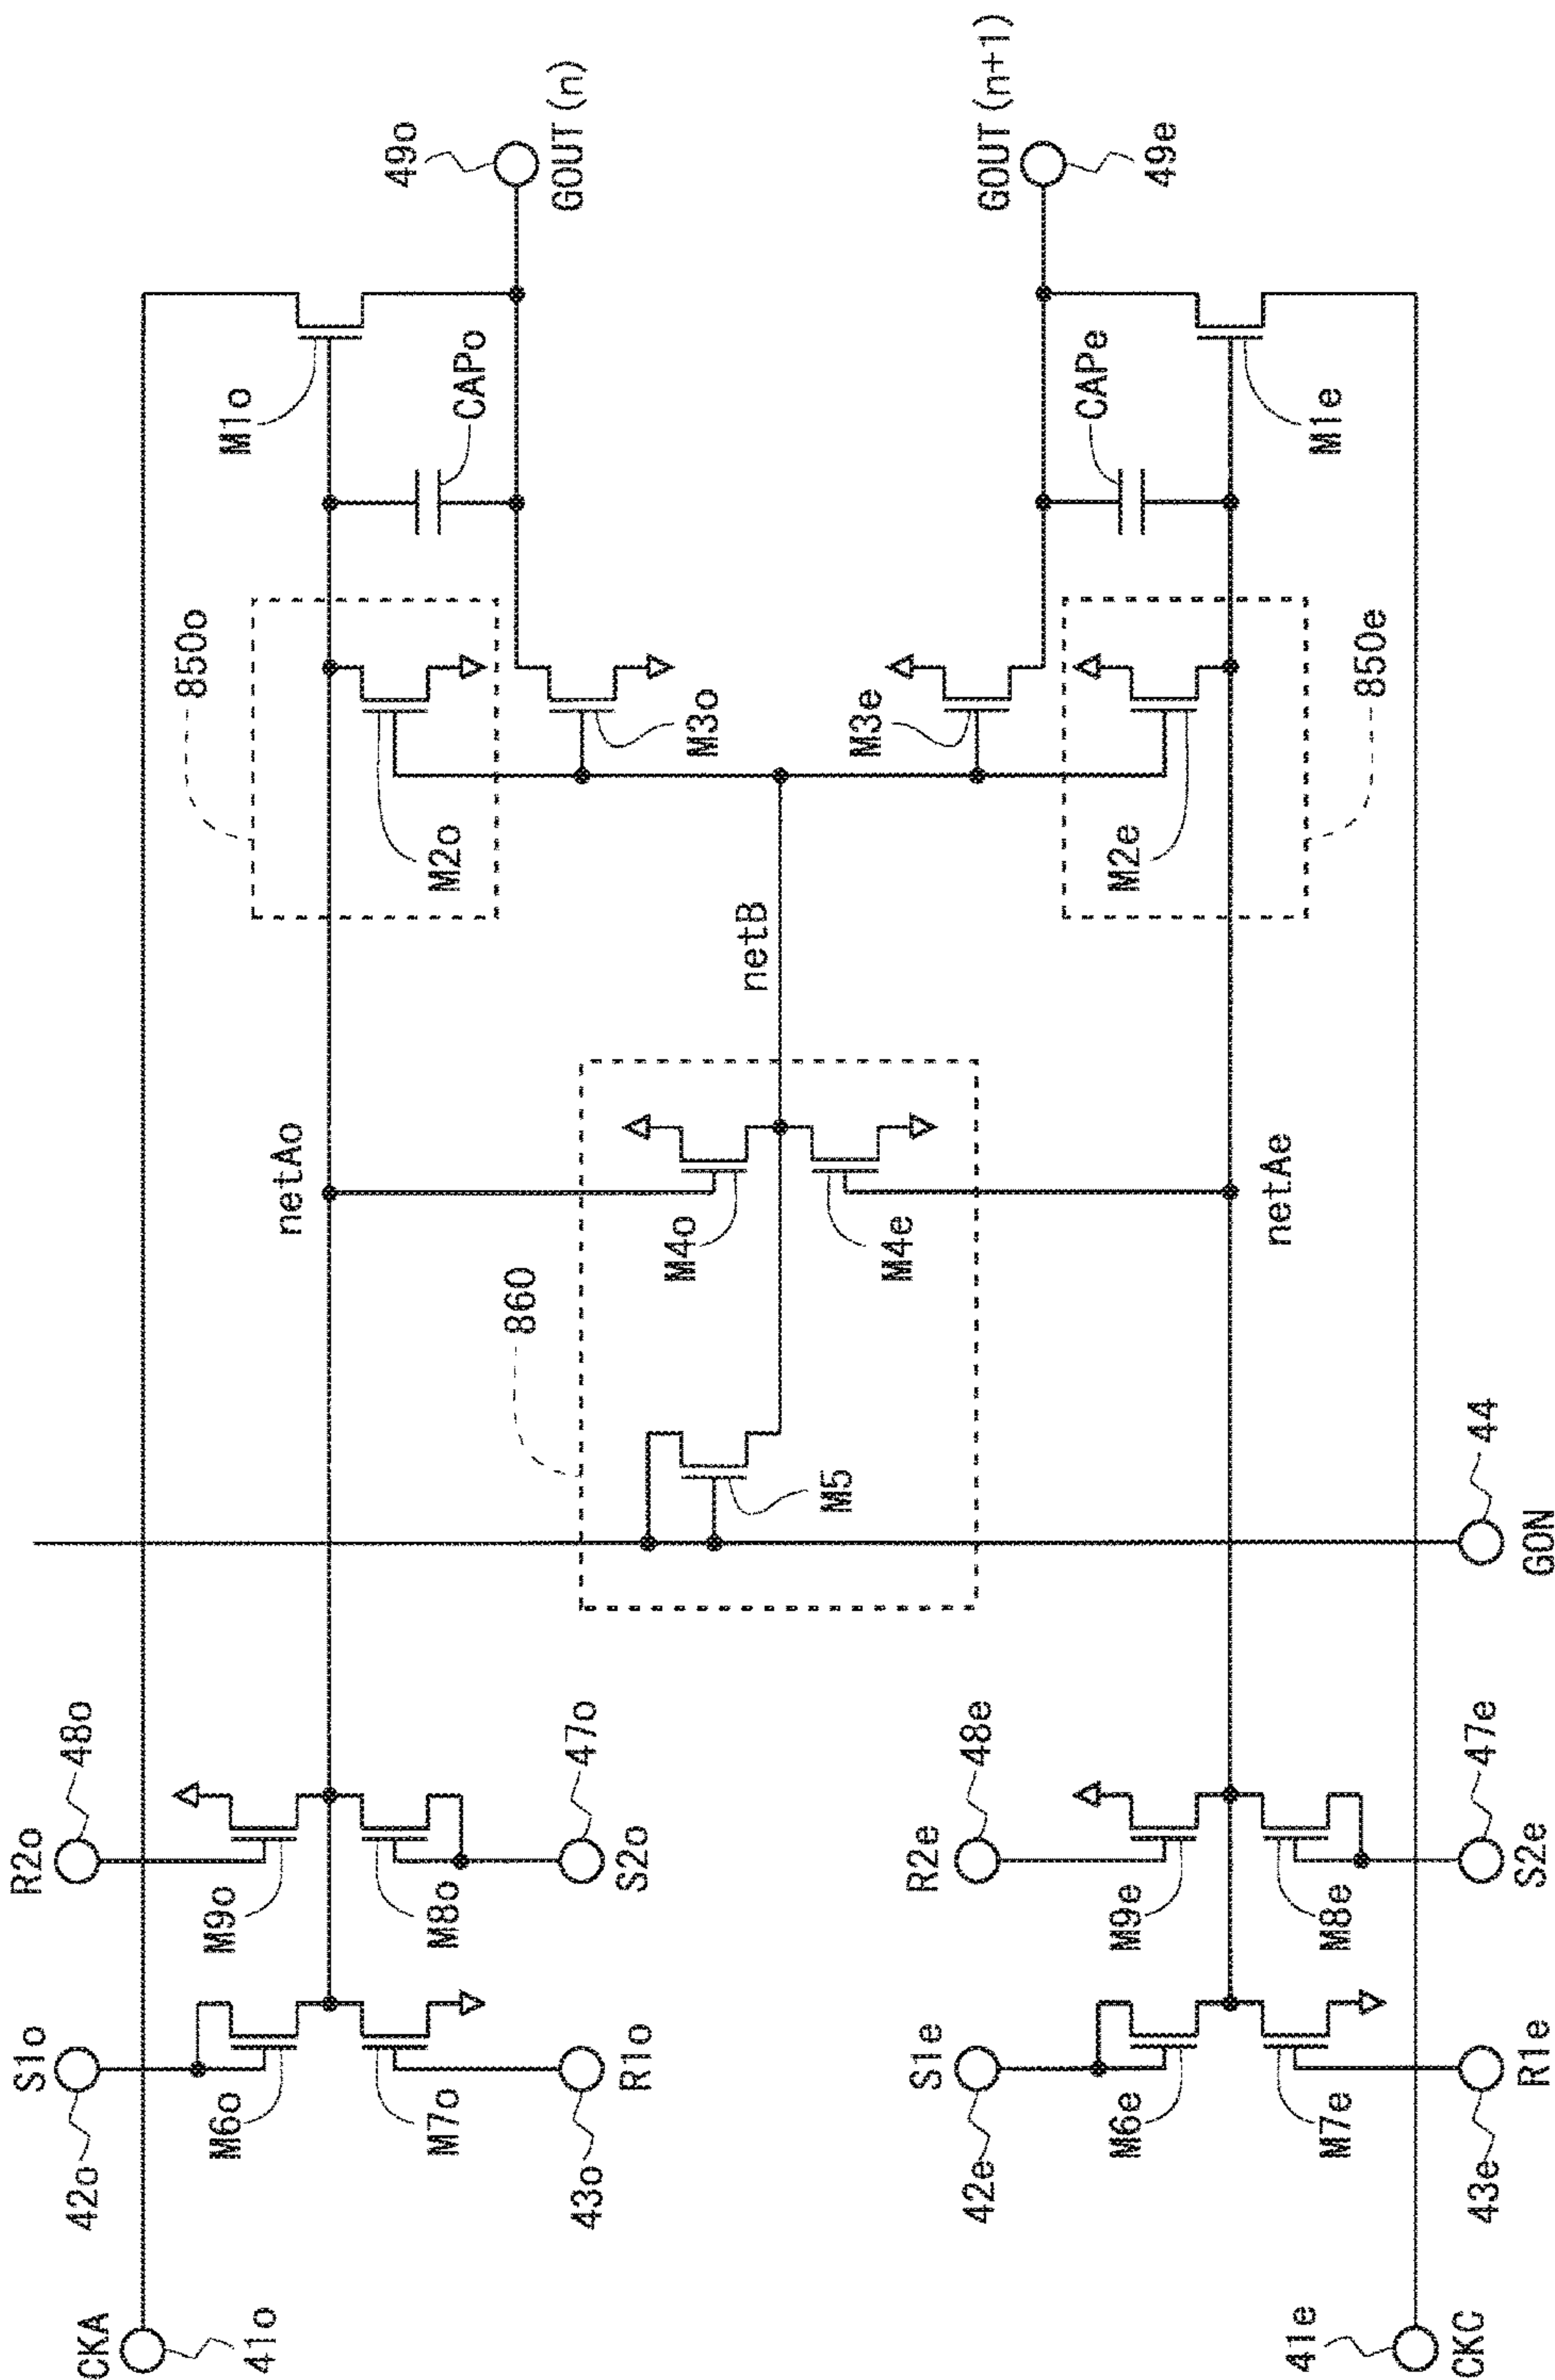 CKA
41o
S1o
42o
M6o
M7o
43o
R1o
R2o
48o
M9o
M8o
47o
S2o
netAo
850o
M2o
M1o
CAPo
M3o
49o
GOUT(n)
860
M5
M4o
M4e
netB
GOUT(n+1)
49e
M3e
CAPe
M2e
850e
M1e
netAe
44
GON
R2e
48e
M9e
M8e
47e
S2e
S1e
42e
M6e
M7e
43e
R1e
41e
CKC